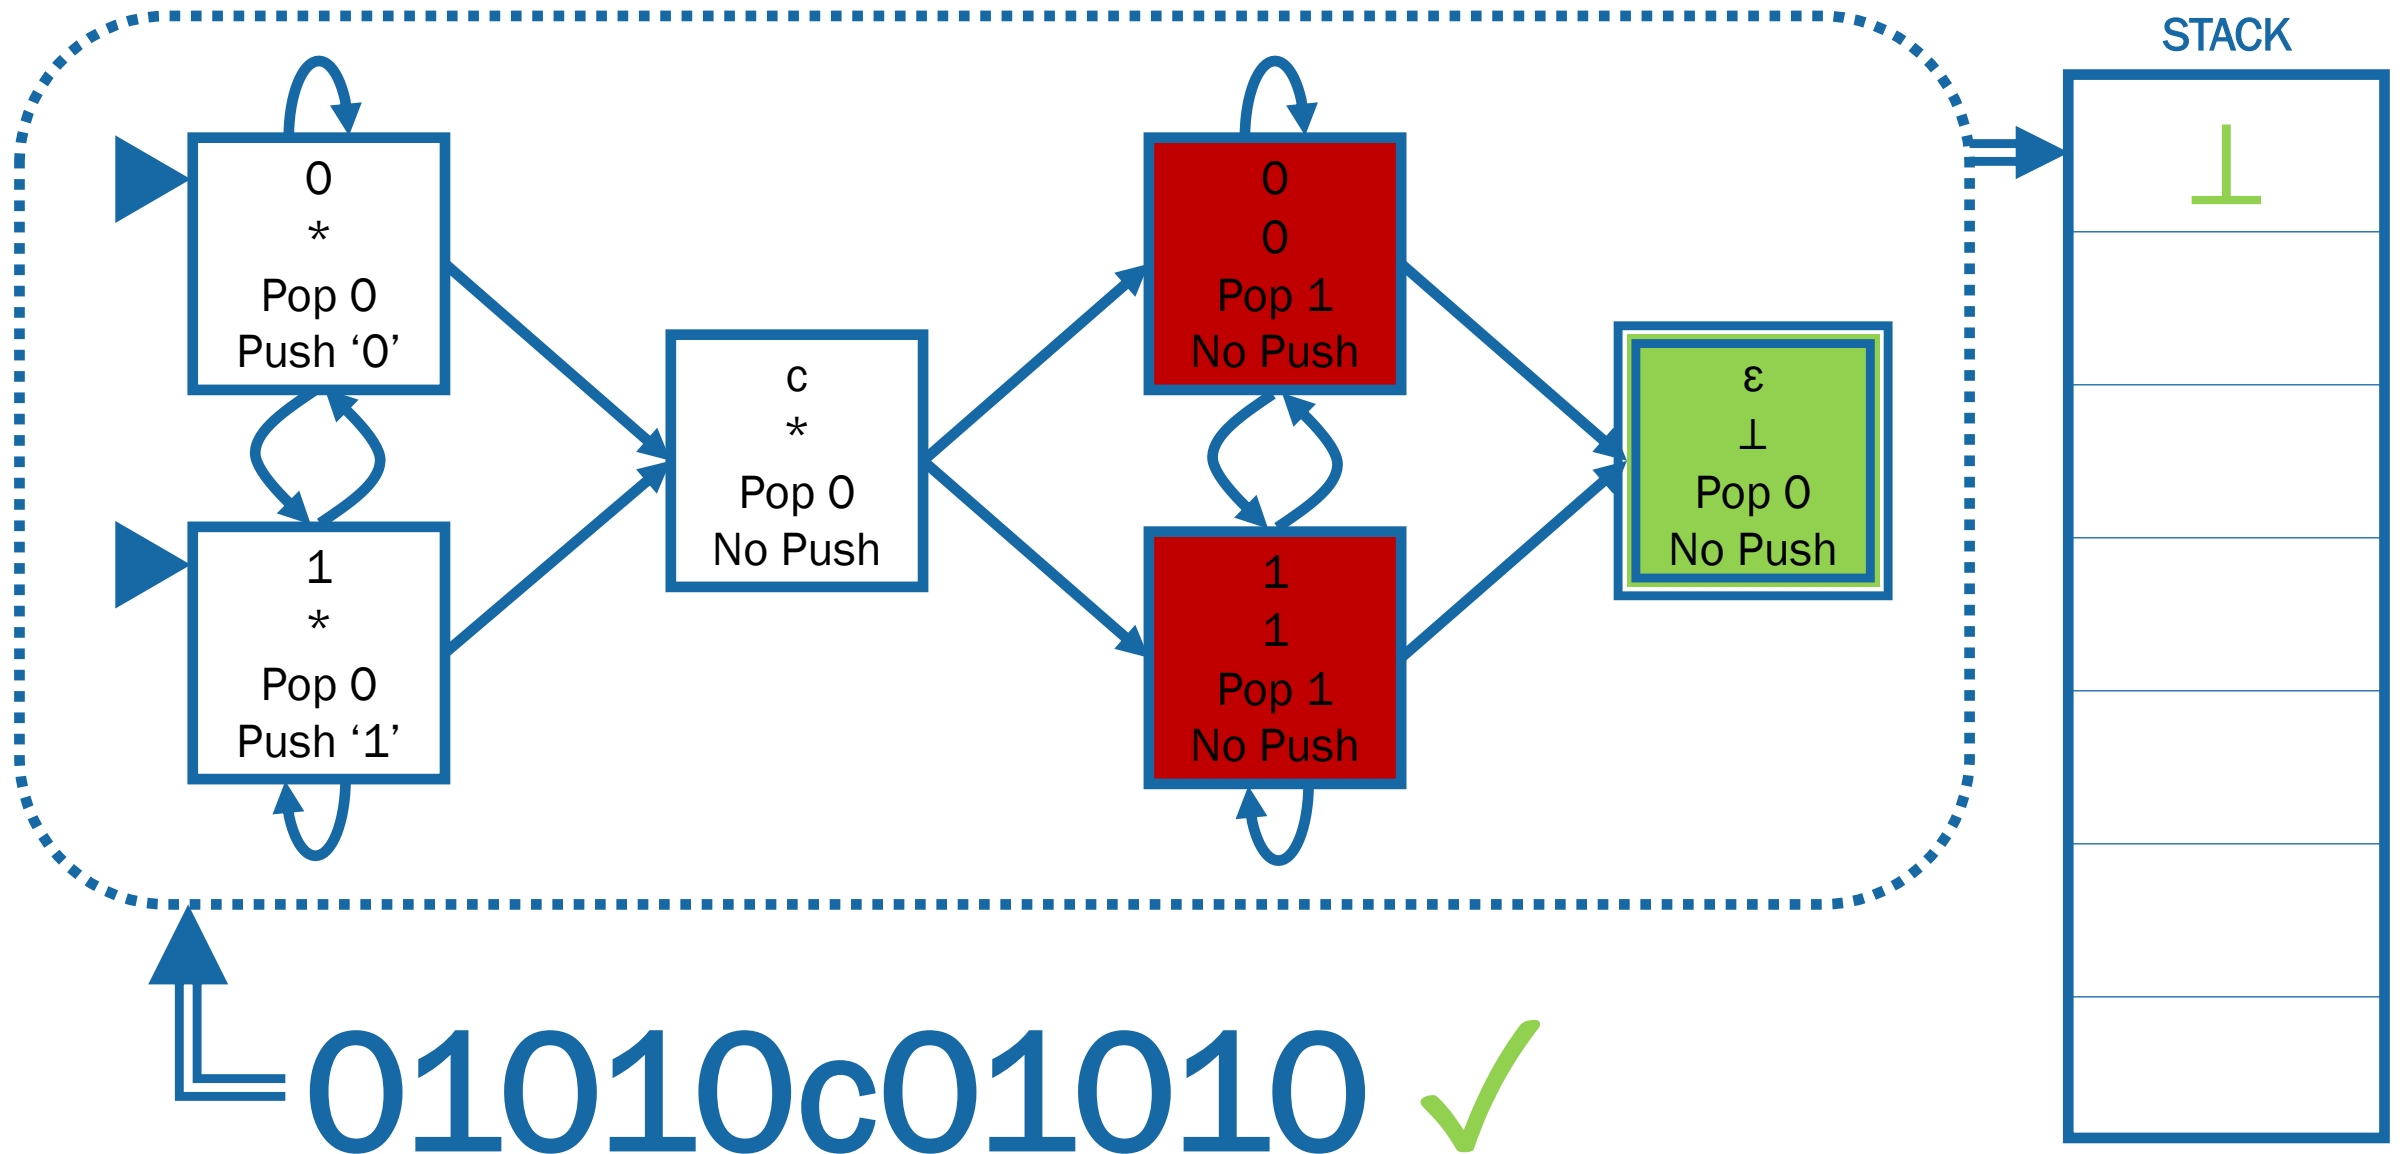 STACK
⊥
0
*
Pop 0
Push ‘0’
1
*
Pop 0
Push ‘1’
c
*
Pop 0
No Push
0
0
Pop 1
No Push
1
1
Pop 1
No Push
ε
⊥
Pop 0
No Push
01010c01010 ✓